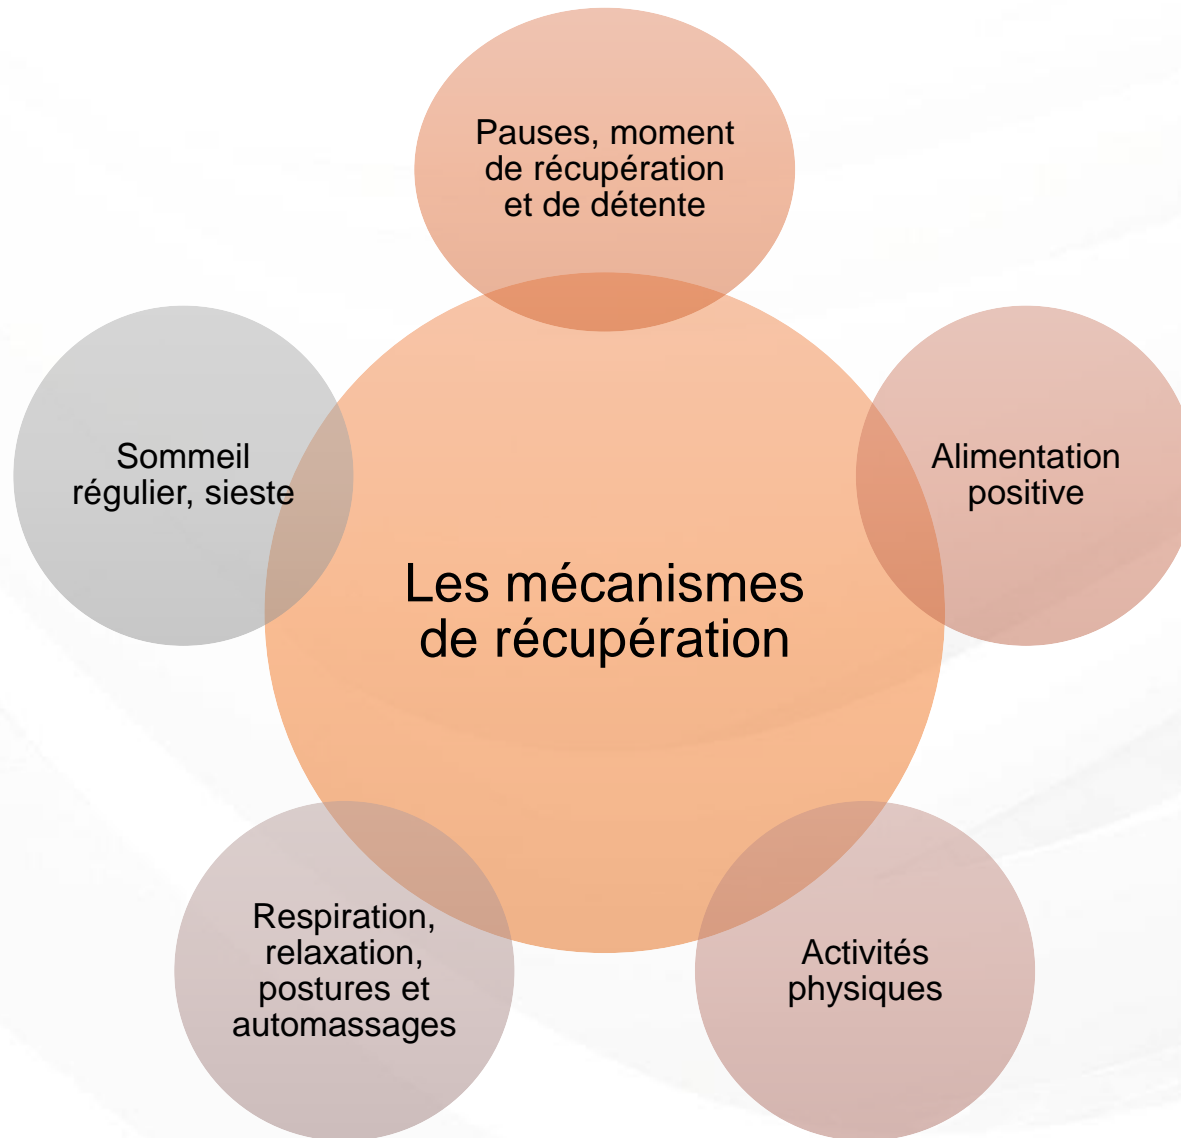 Pauses, moment
de récupération
et de détente
Sommeil
régulier, sieste
Alimentation
positive
Les mécanismes
de récupération
Respiration,
relaxation,
postures et
automassages
Activités
physiques